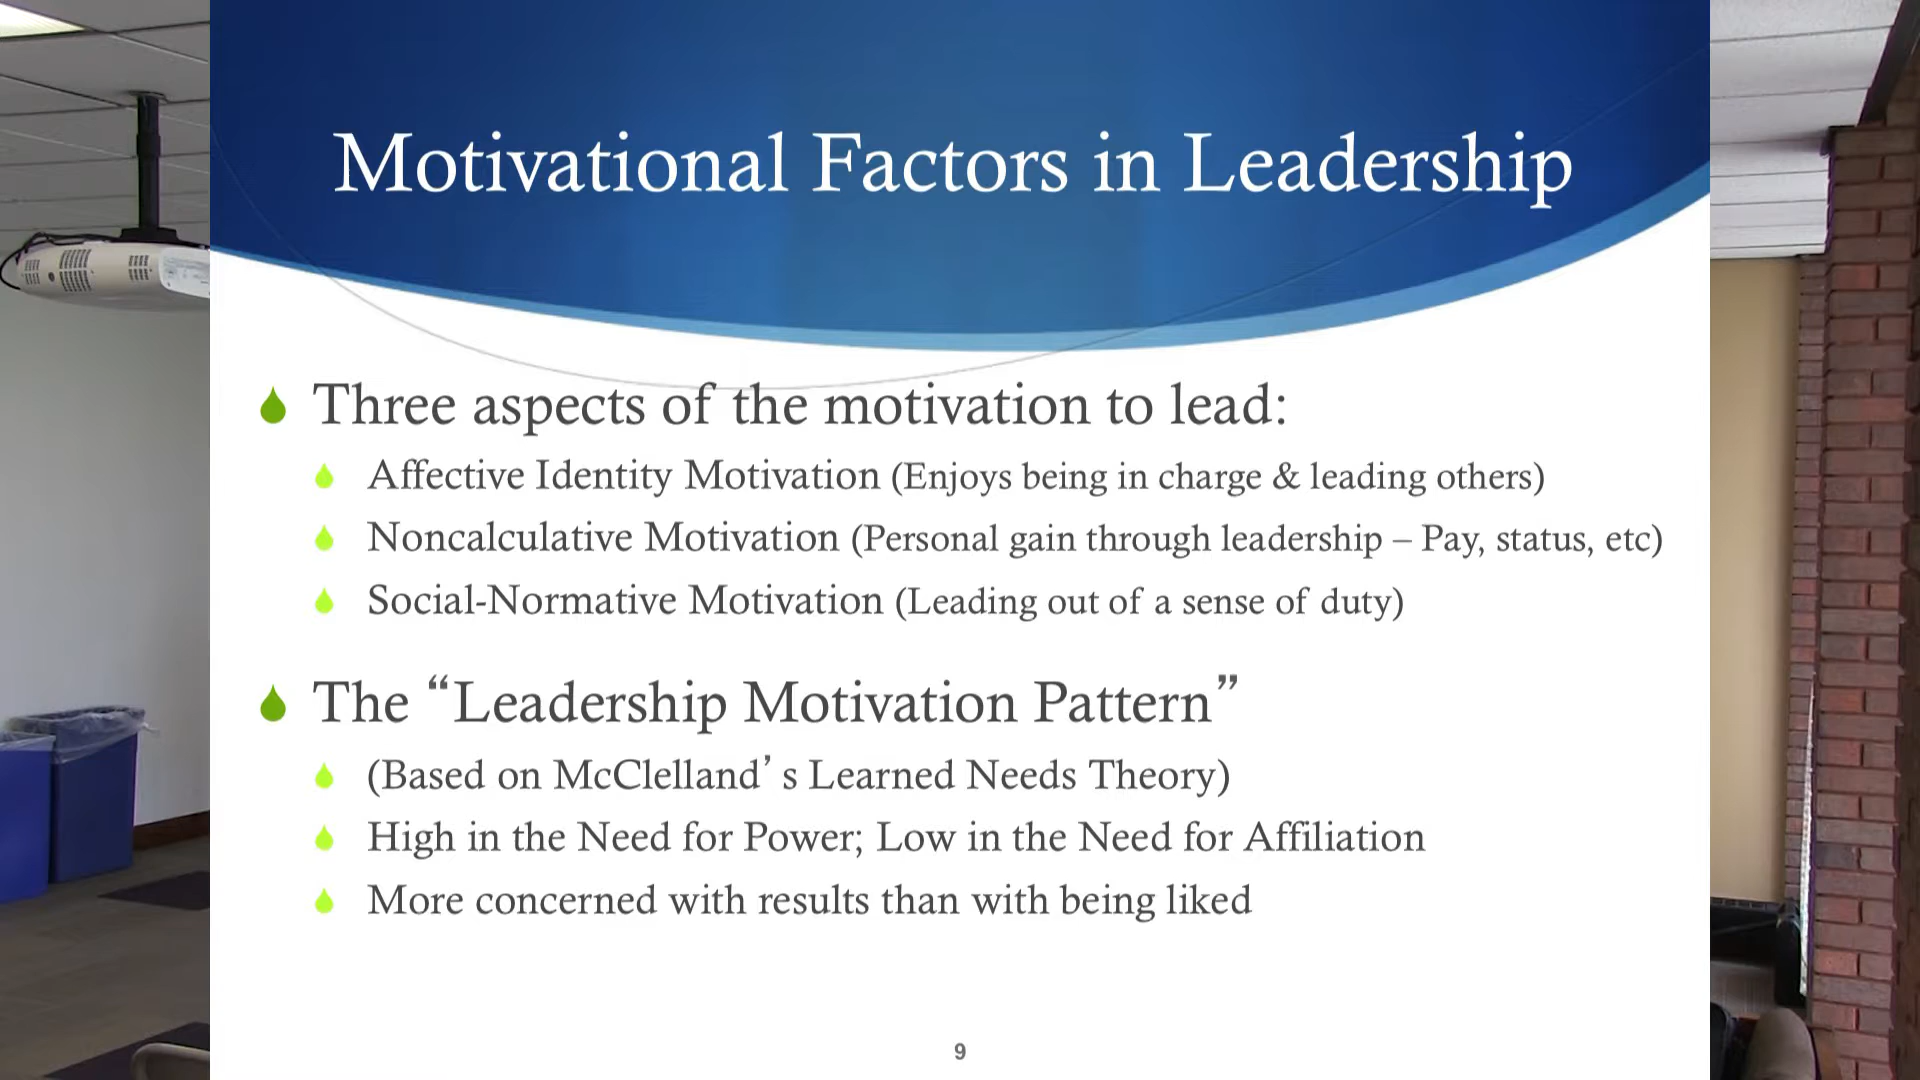 Motivational Factors in Leadership
Three aspects of the motivation to lead:
Affective Identity Motivation (Enjoys being in charge & leading others)
Noncalculative Motivation (Personal gain through leadership – Pay, status, etc)
Social-Normative Motivation (Leading out of a sense of duty)
The “Leadership Motivation Pattern”
(Based on McClelland’s Learned Needs Theory)
High in the Need for Power; Low in the Need for Affiliation
More concerned with results than with being liked
9